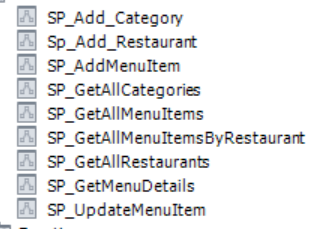 SP_Add_Category
Sp_Add_Restaurant
SP_AddMenuItem
SP_GetAllCategories
SP_GetAllMenuItems
SP_GetAllMenuItemsByRestaurant
SP_GetAllRestaurants
SP_GetMenuDetails
SP_UpdateMenuItem